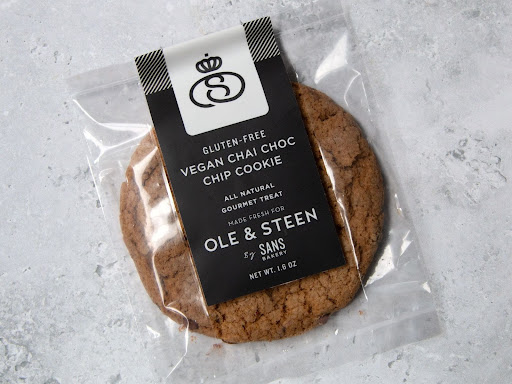 GLUTEN-FREE
VEGAN CHAI CHOC
CHIP COOKIE
ALL NATURAL
GOURMET TREAT
MADE FRESH FOR
OLE & STEEN
By SANS
BAKERY
NET WT. 1.6 OZ